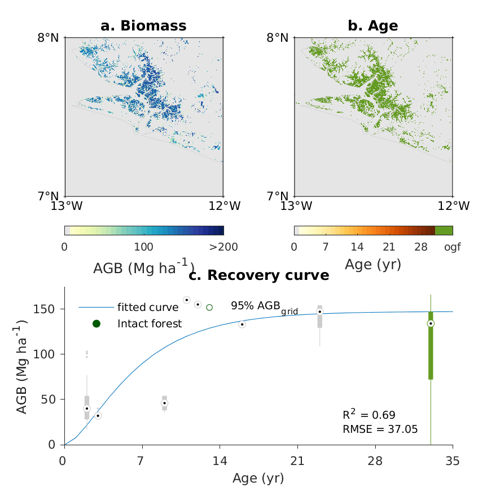 a. Biomass
b. Age
8°N
7°N
13°W
12°W
8°N
7°N
13°W
12°W
0
100
>200
AGB (Mg ha⁻¹)
0
7
14
21
28
ogf
Age (yr)
c. Recovery curve
fitted curve
Intact forest
95% AGB_grid
AGB (Mg ha⁻¹)
150
100
50
0
R² = 0.69
RMSE = 37.05
0
7
14
21
28
35
Age (yr)